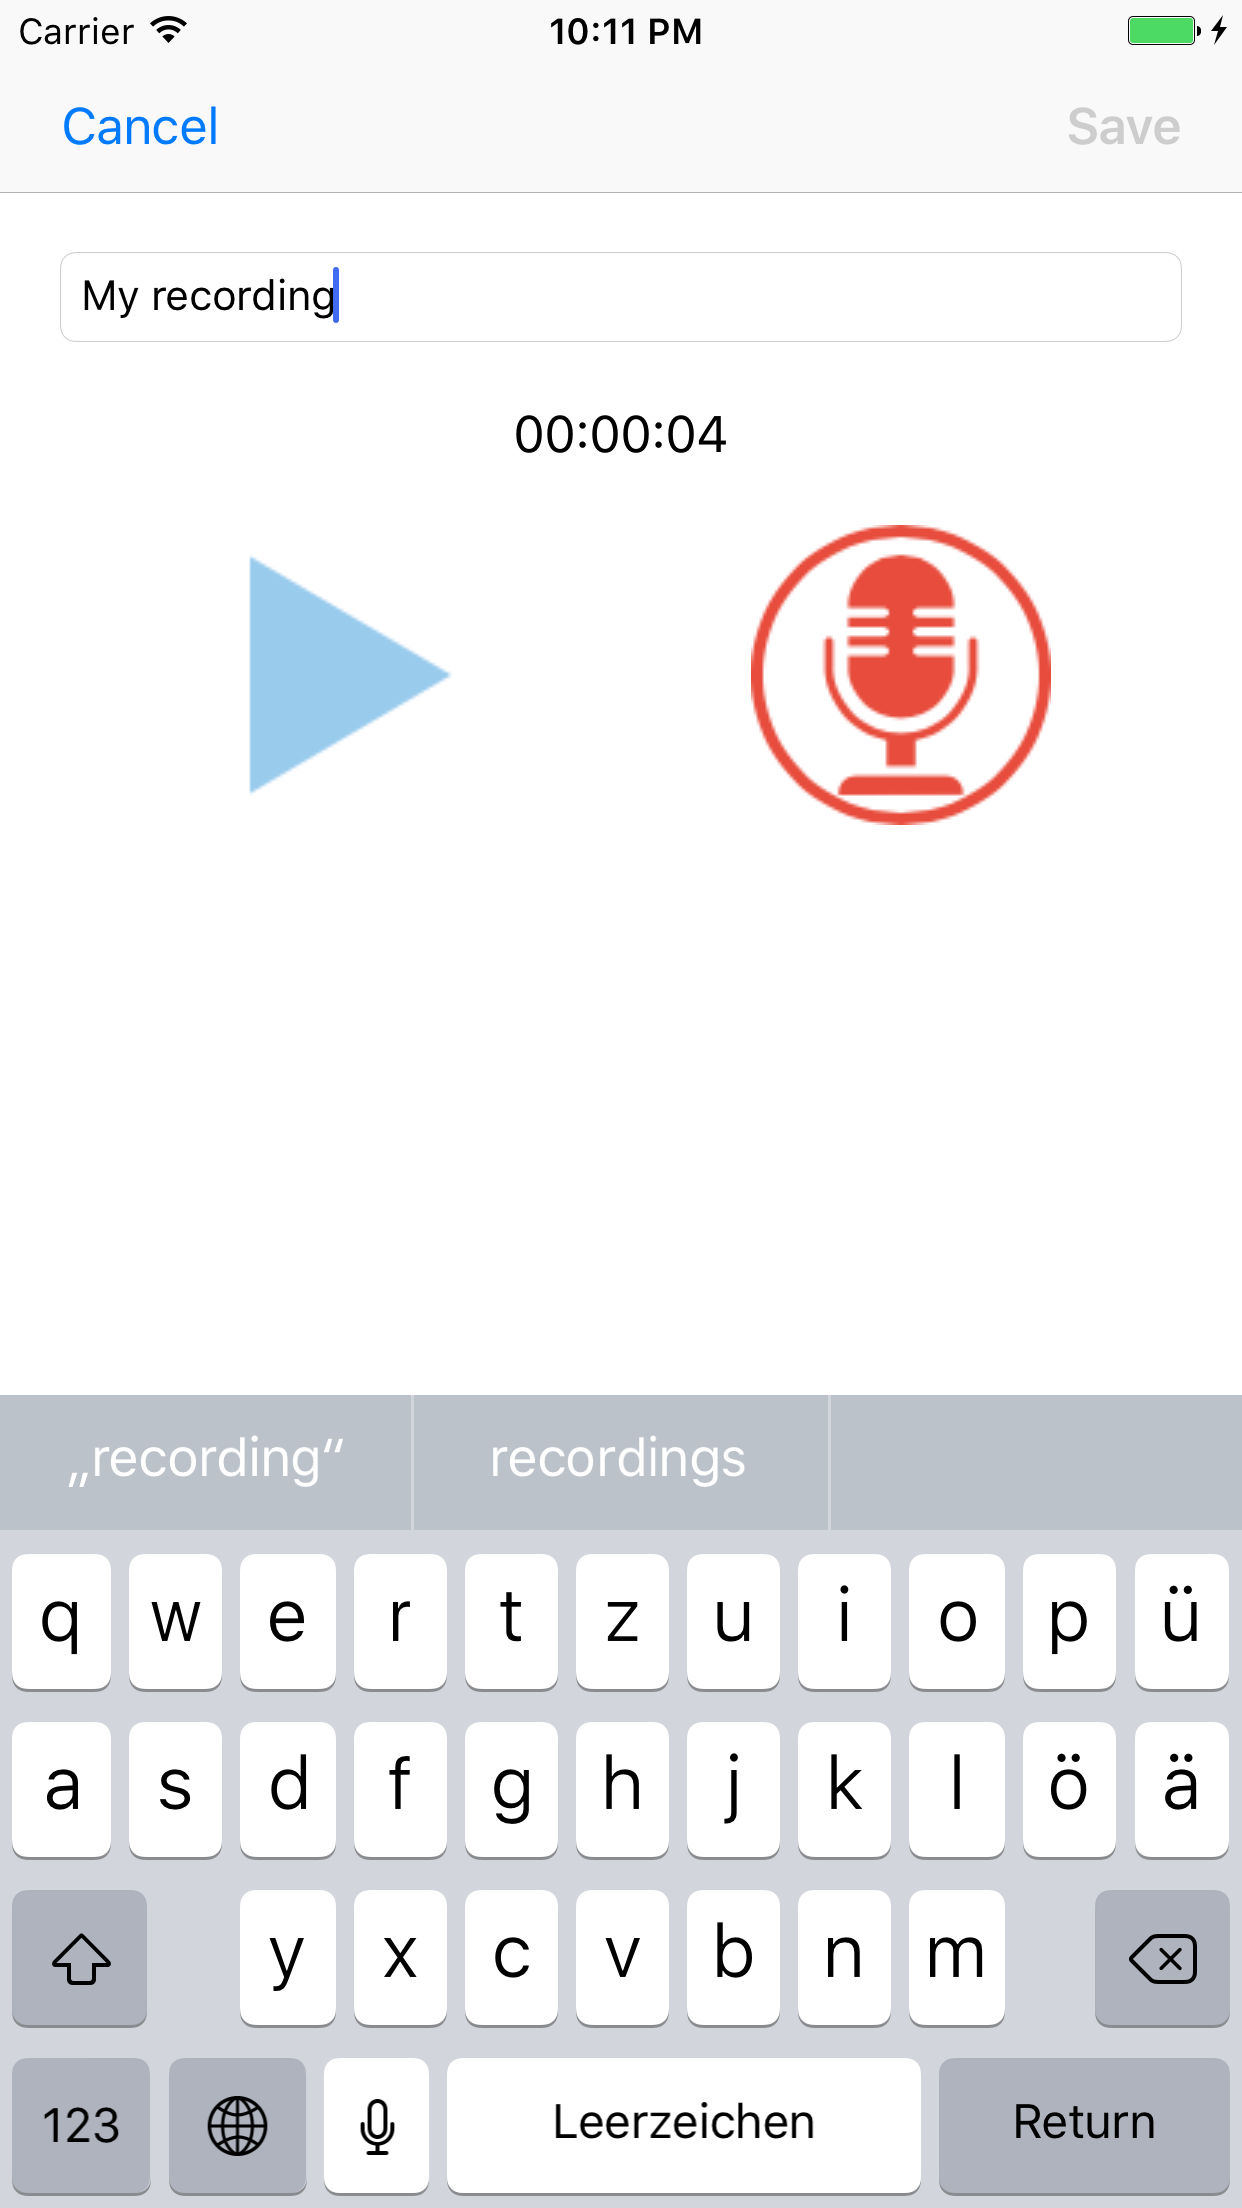 Carrier 10:11 PM
Cancel Save
My recording
00:00:04
„recording“ recordings
q w e r t z u i o p ü
a s d f g h j k l ö ä
y x c v b n m
123 Leerzeichen Return